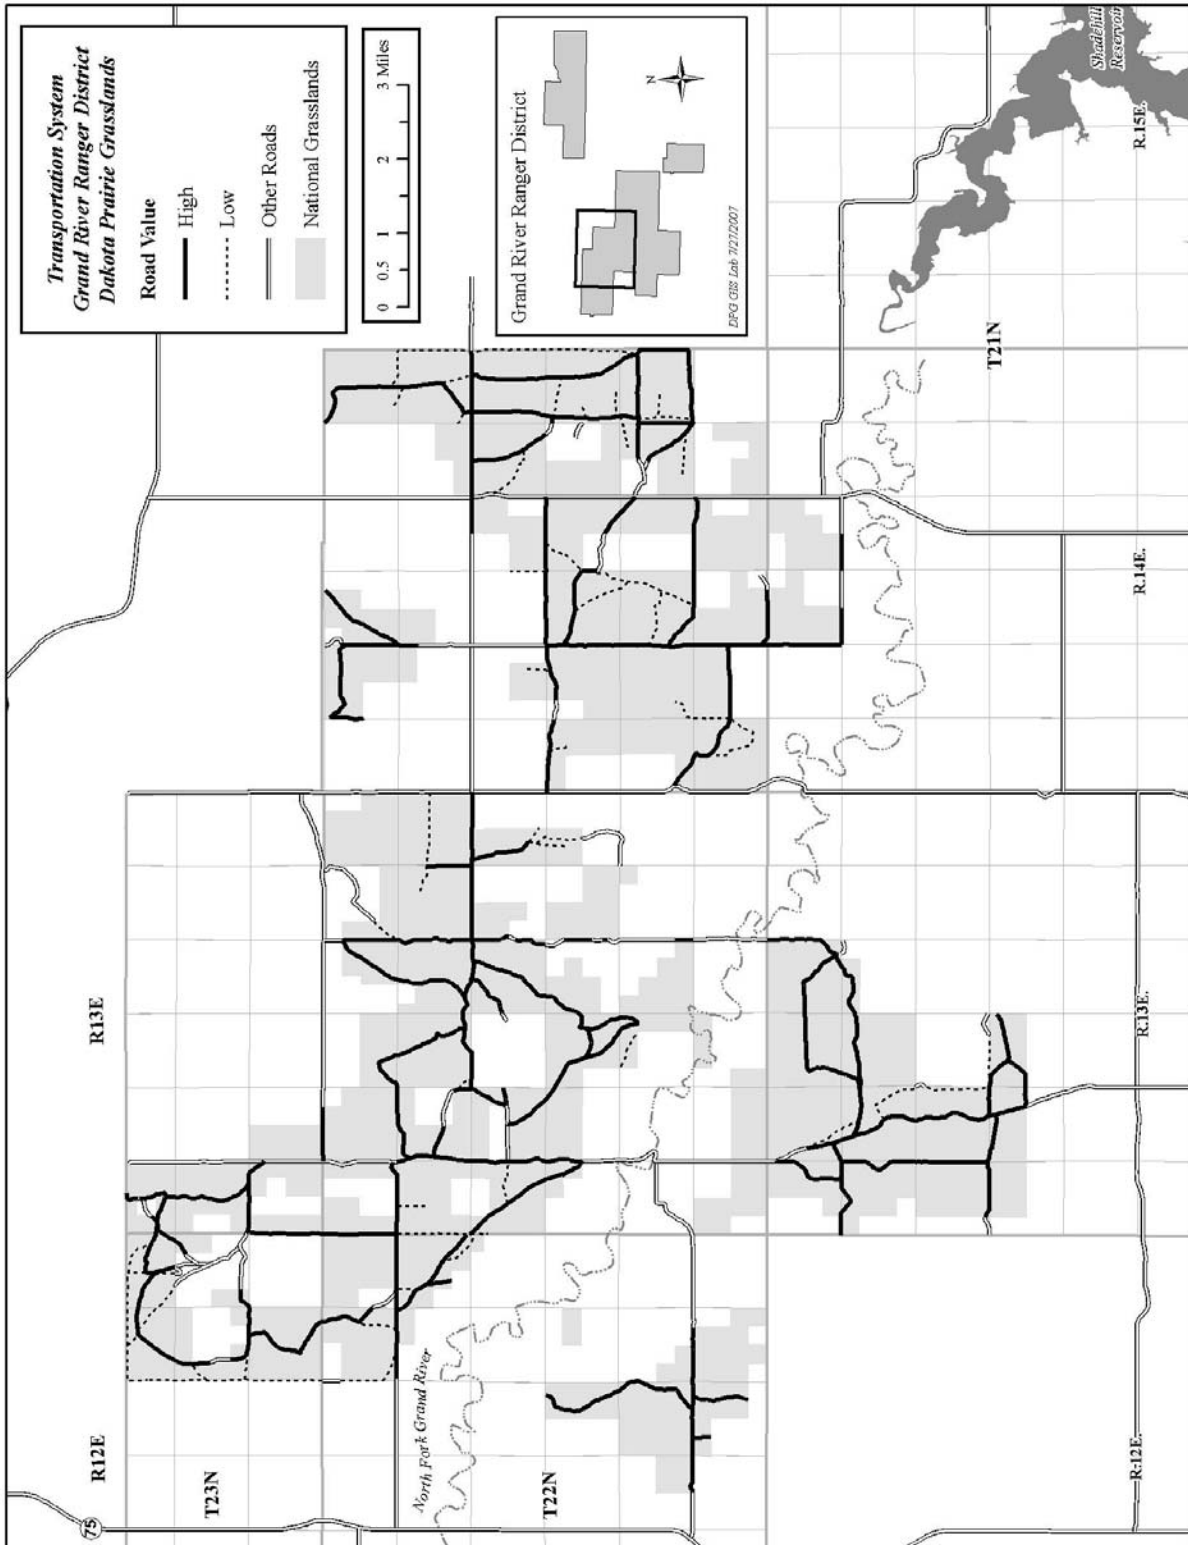 Transportation System
Grand River Ranger District
Dakota Prairie Grasslands
Road Value
High
Low
Other Roads
National Grasslands
0 0.5 1 2 3 Miles
Grand River Ranger District
N
DPG GIS Lab 7/27/2007
75
R12E
R13E
T23N
North Fork Grand River
T22N
T21N
Shadehill
Reservoir
R.12E.
R.13E.
R.14E.
R.15E.